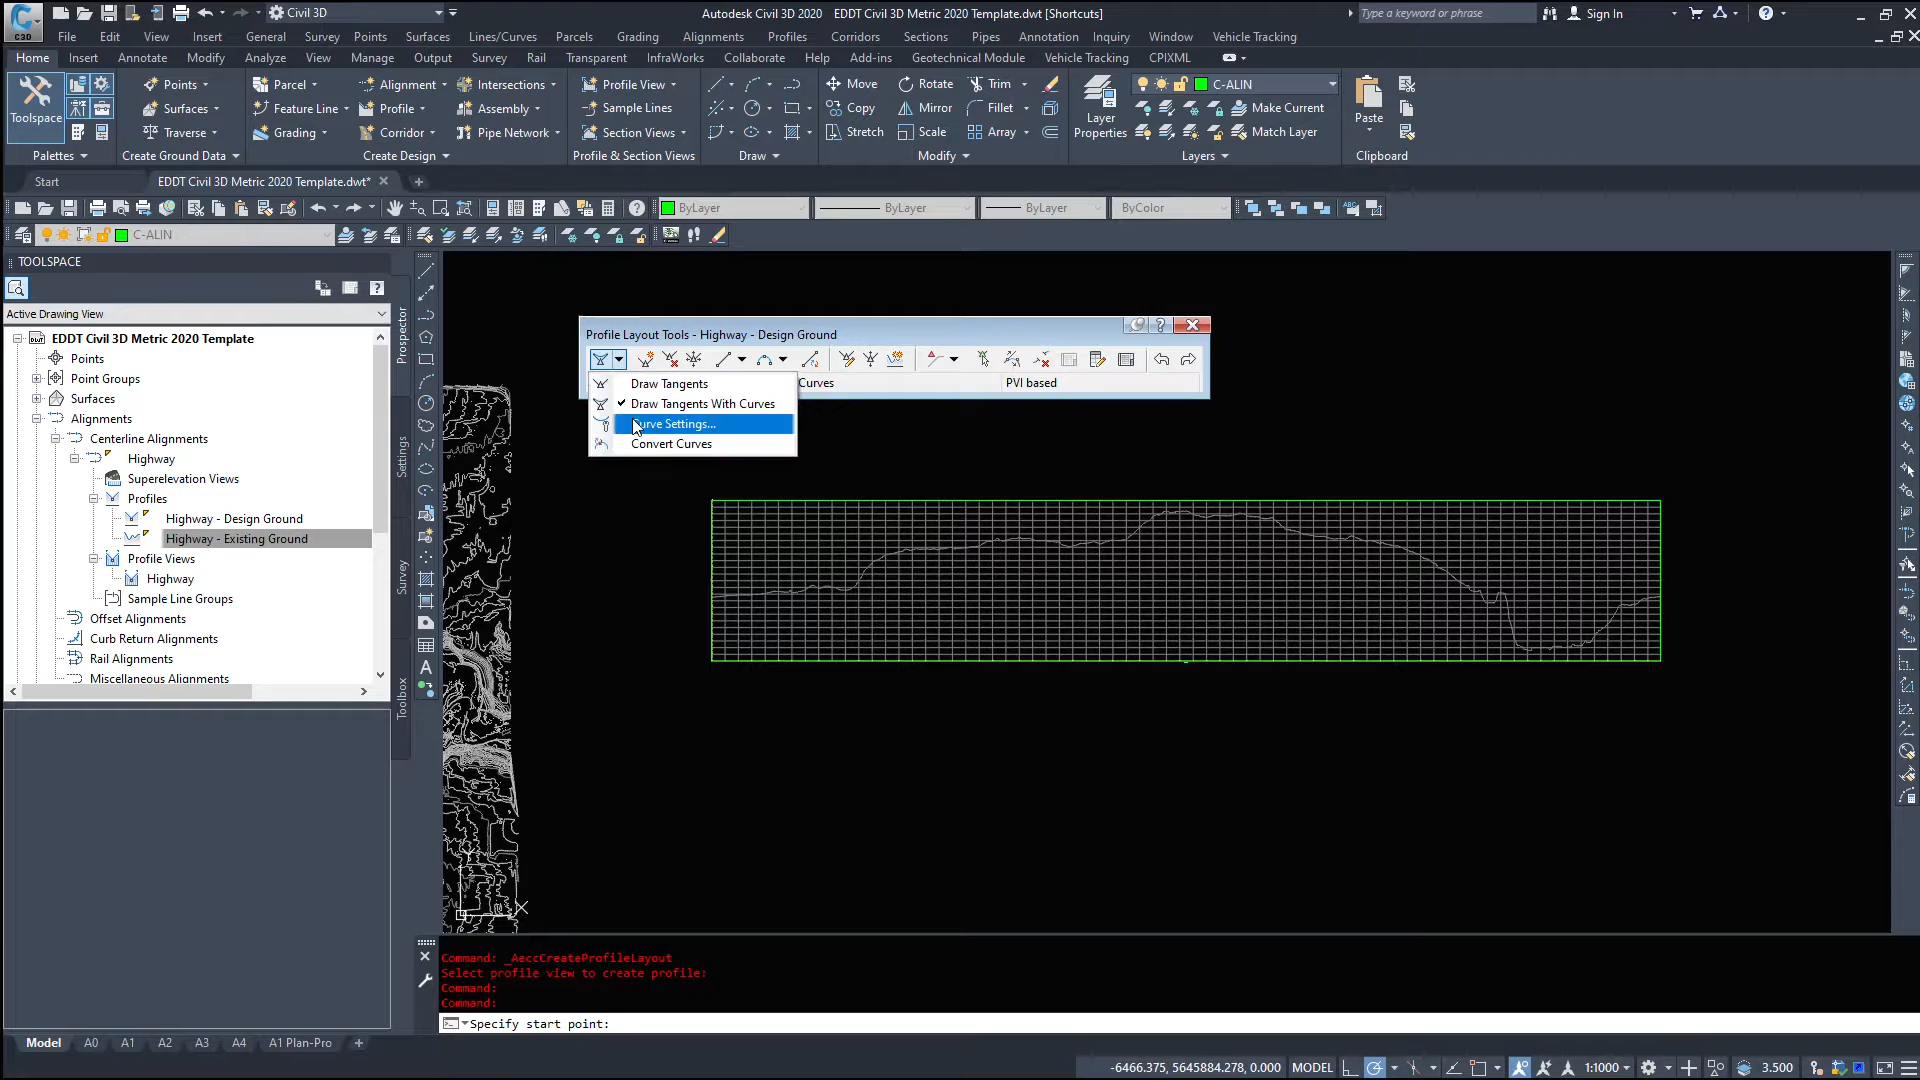 Civil 3D
Autodesk Civil 3D 2020 EDDT Civil 3D Metric 2020 Template.dwt [Shortcuts]
Type a keyword or phrase
Sign In
C3D
File Edit View Insert General Survey Points Surfaces Lines/Curves Parcels Grading Alignments Profiles Corridors Sections Pipes Annotation Inquiry Window Vehicle Tracking
Home Insert Annotate Modify Analyze View Manage Output Survey Rail Transparent InfraWorks Collaborate Help Add-ins Geotechnical Module Vehicle Tracking CPIXML
Points Parcel Alignment Intersections Profile View Move Rotate Trim C-ALIN
Toolspace Surfaces Feature Line Profile Assembly Sample Lines Copy Mirror Fillet Layer Properties Make Current Paste
Traverse Grading Corridor Pipe Network Section Views Stretch Scale Array Match Layer
Palettes Create Ground Data Create Design Profile & Section Views Draw Modify Layers Clipboard
Start EDDT Civil 3D Metric 2020 Template.dwt*
ByLayer ByLayer ByLayer ByColor
C-ALIN
TOOLSPACE
Active Drawing View
EDDT Civil 3D Metric 2020 Template
Points
Point Groups
Surfaces
Alignments
Centerline Alignments
Highway
Superelevation Views
Profiles
Highway - Design Ground
Highway - Existing Ground
Profile Views
Highway
Sample Line Groups
Offset Alignments
Curb Return Alignments
Rail Alignments
Miscellaneous Alignments
Prospector
Settings
Survey
Toolbox
Profile Layout Tools - Highway - Design Ground
Curves PVI based
Draw Tangents
Draw Tangents With Curves
Curve Settings...
Convert Curves
Command: _AeccCreateProfileLayout
Select profile view to create profile:
Command:
Command:
Specify start point:
Model A0 A1 A2 A3 A4 A1 Plan-Pro
-6466.375, 5645884.278, 0.000 MODEL 1:1000 3.500